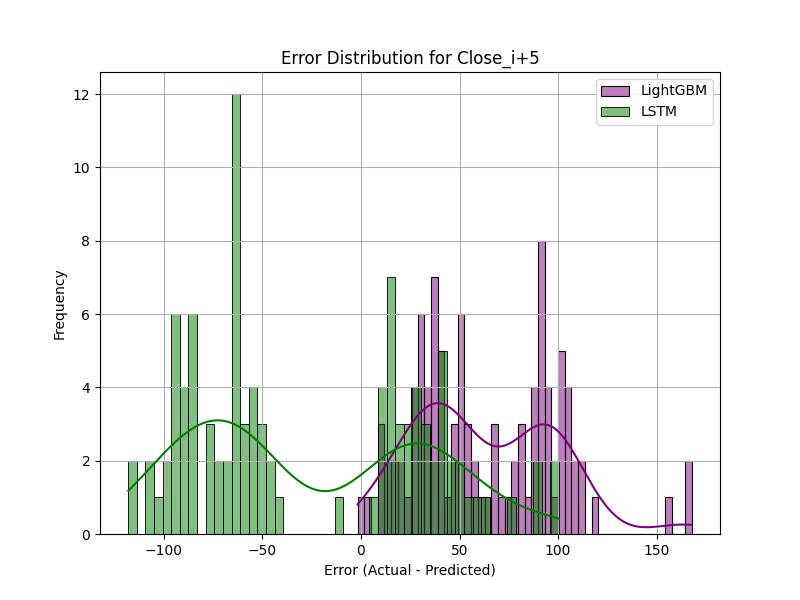 Error Distribution for Close_i+5
LightGBM
LSTM
12
10
8
6
4
2
0
Frequency
−100
−50
0
50
100
150
Error (Actual - Predicted)